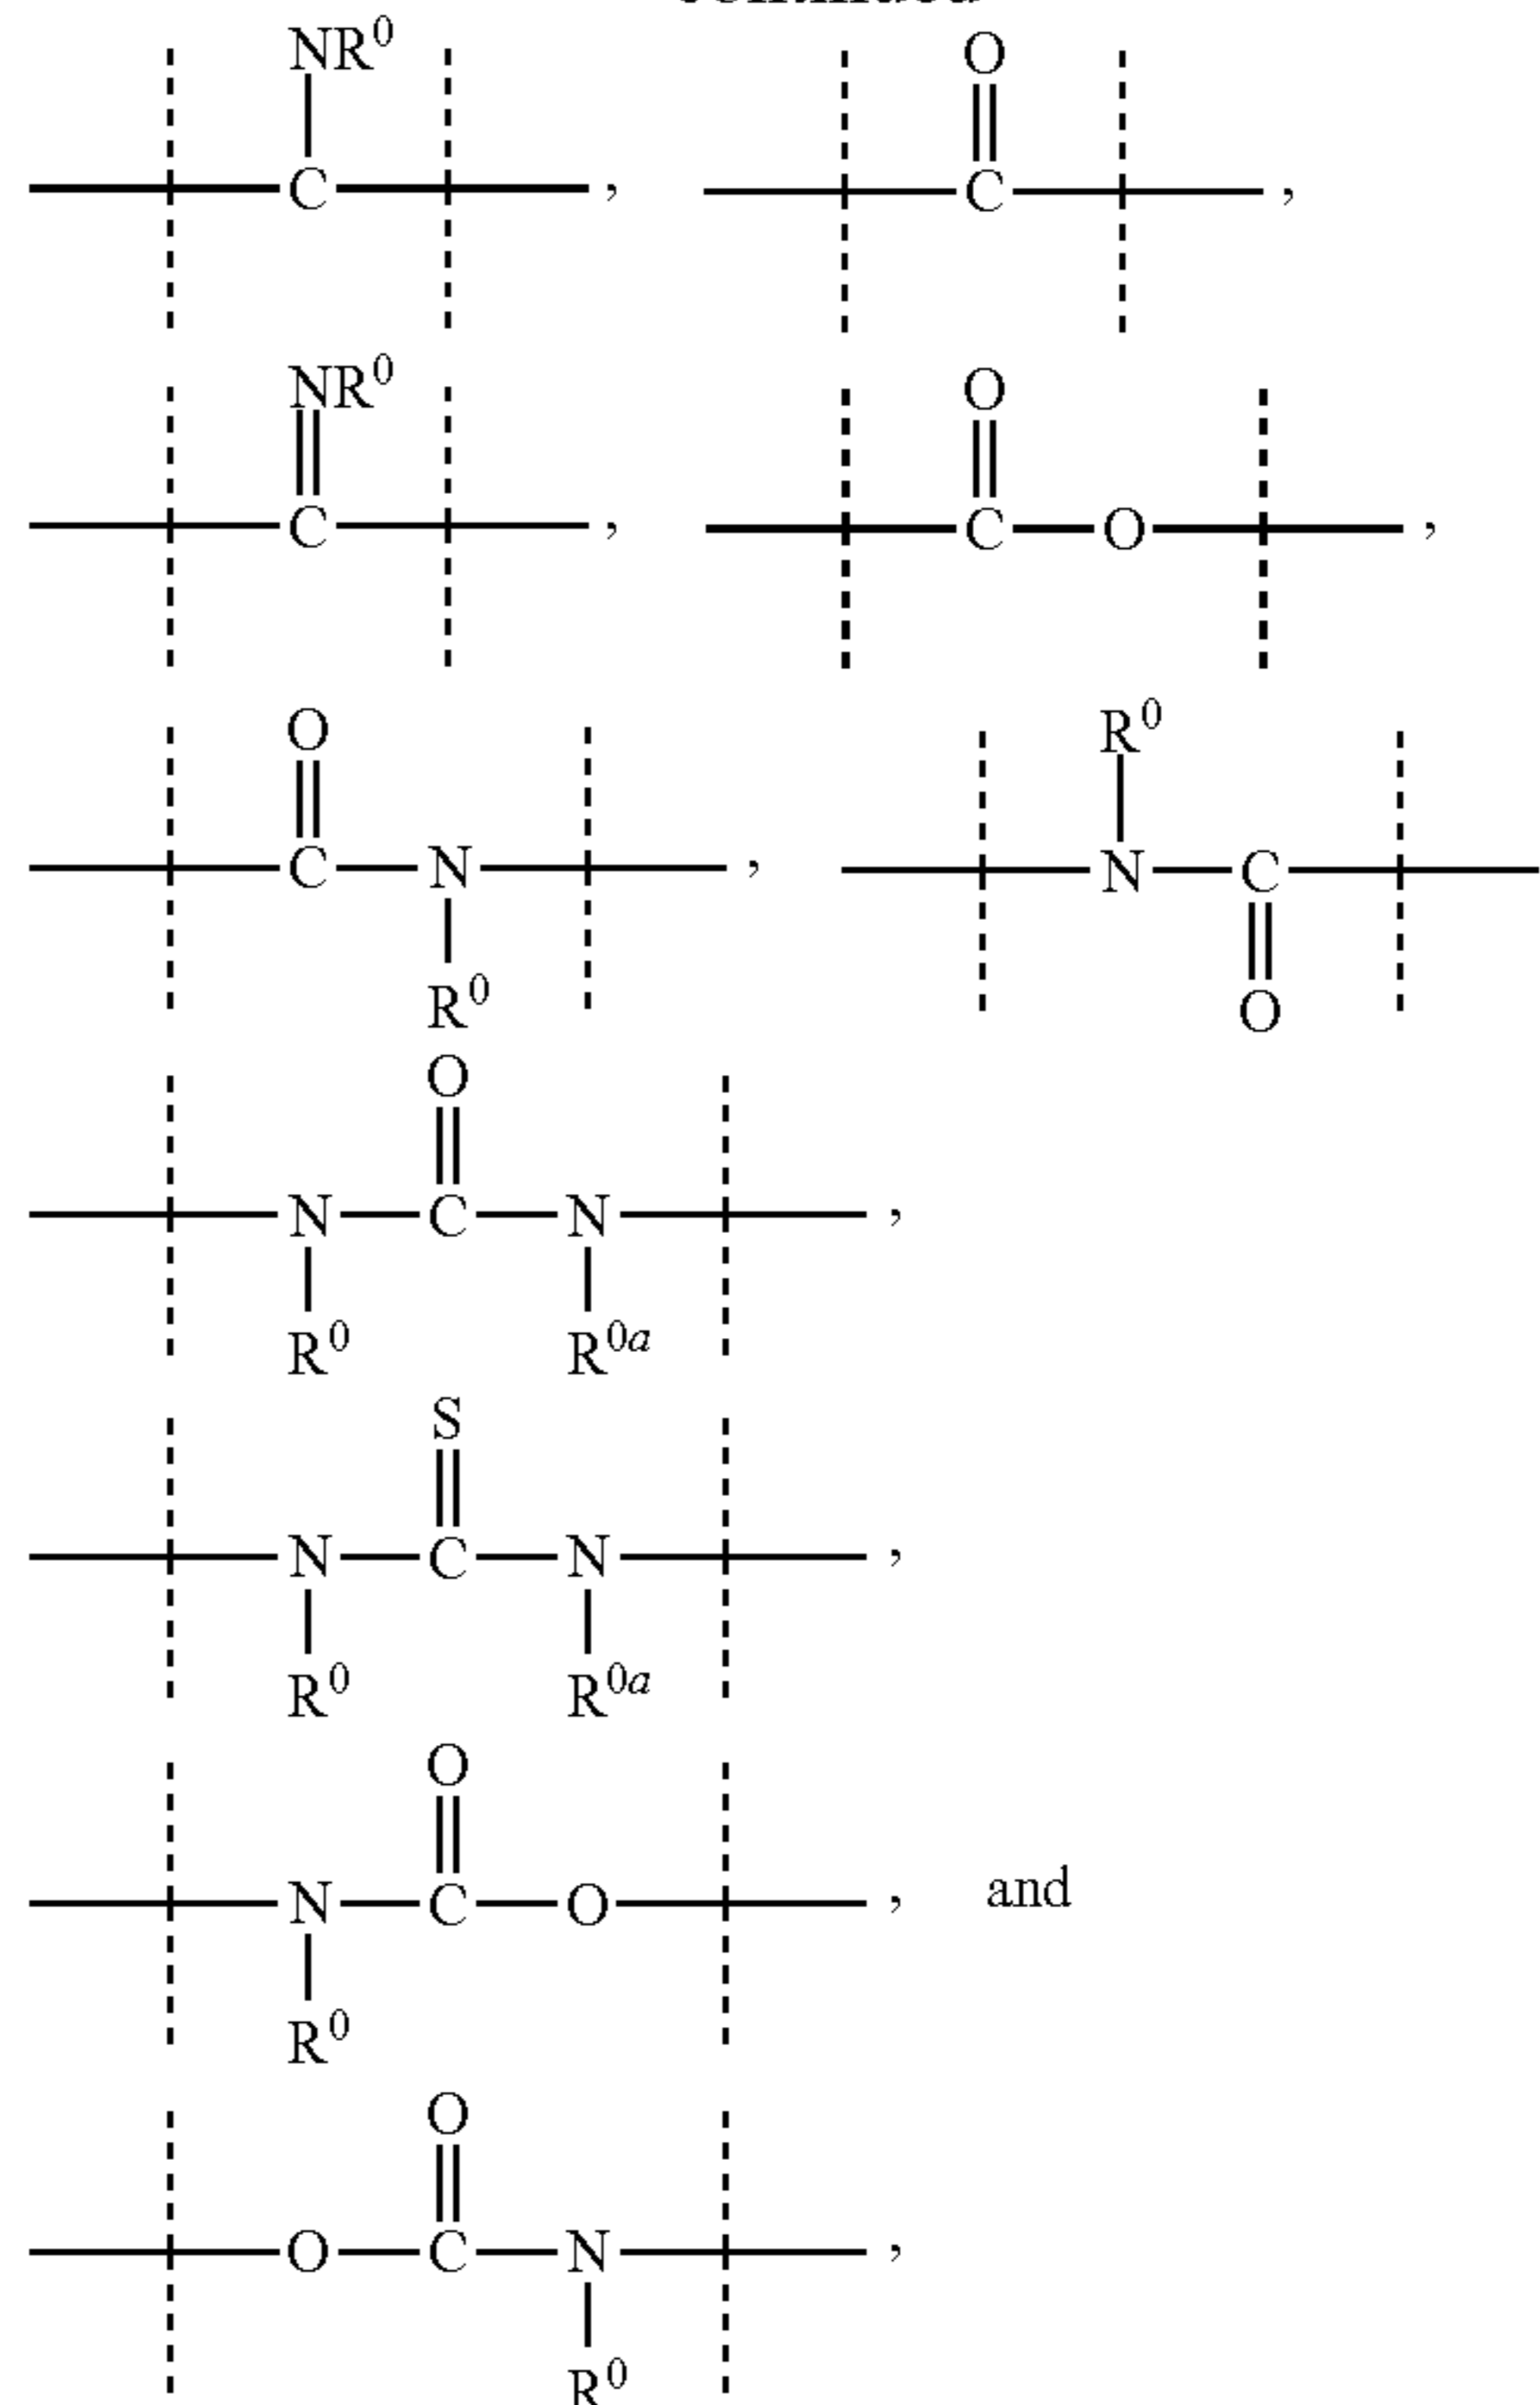 NR⁰ O
C , C ,
NR⁰ O
C , C O ,
O R⁰
C N , N C
R⁰ O
O
N C N ,
R⁰ R⁰ᵃ
S
N C N ,
R⁰ R⁰ᵃ
O
N C O , and
R⁰
O
O C N ,
R⁰